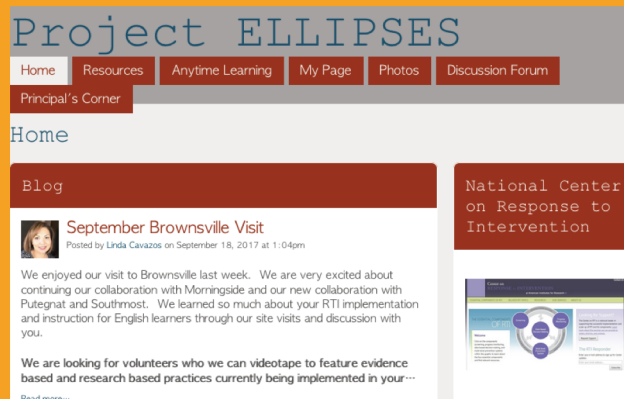 Project ELLIPSES
Home Resources Anytime Learning My Page Photos Discussion Forum
Principal's Corner
Home
Blog
September Brownsville Visit
Posted by Linda Cavazos on September 18, 2017 at 1:04pm
We enjoyed our visit to Brownsville last week. We are very excited about
continuing our collaboration with Morningside and our new collaboration with
Putegnat and Southmost. We learned so much about your RTI implementation
and instruction for English learners through our site visits and discussion with
you.
We are looking for volunteers who we can videotape to feature evidence
based and research based practices currently being implemented in your…
Read more…
National Center
on Response to
Intervention